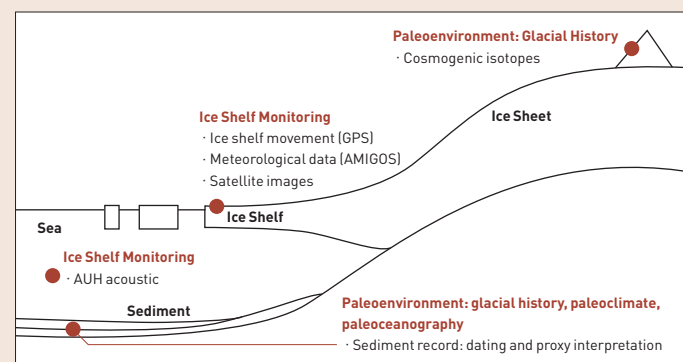 Paleoenvironment: Glacial History
· Cosmogenic isotopes
Ice Shelf Monitoring
· Ice shelf movement (GPS)
· Meteorological data (AMIGOS)
· Satellite images
Ice Sheet
Ice Shelf
Sea
Ice Shelf Monitoring
· AUH acoustic
Sediment
Paleoenvironment: glacial history, paleoclimate,
paleoceanography
· Sediment record: dating and proxy interpretation